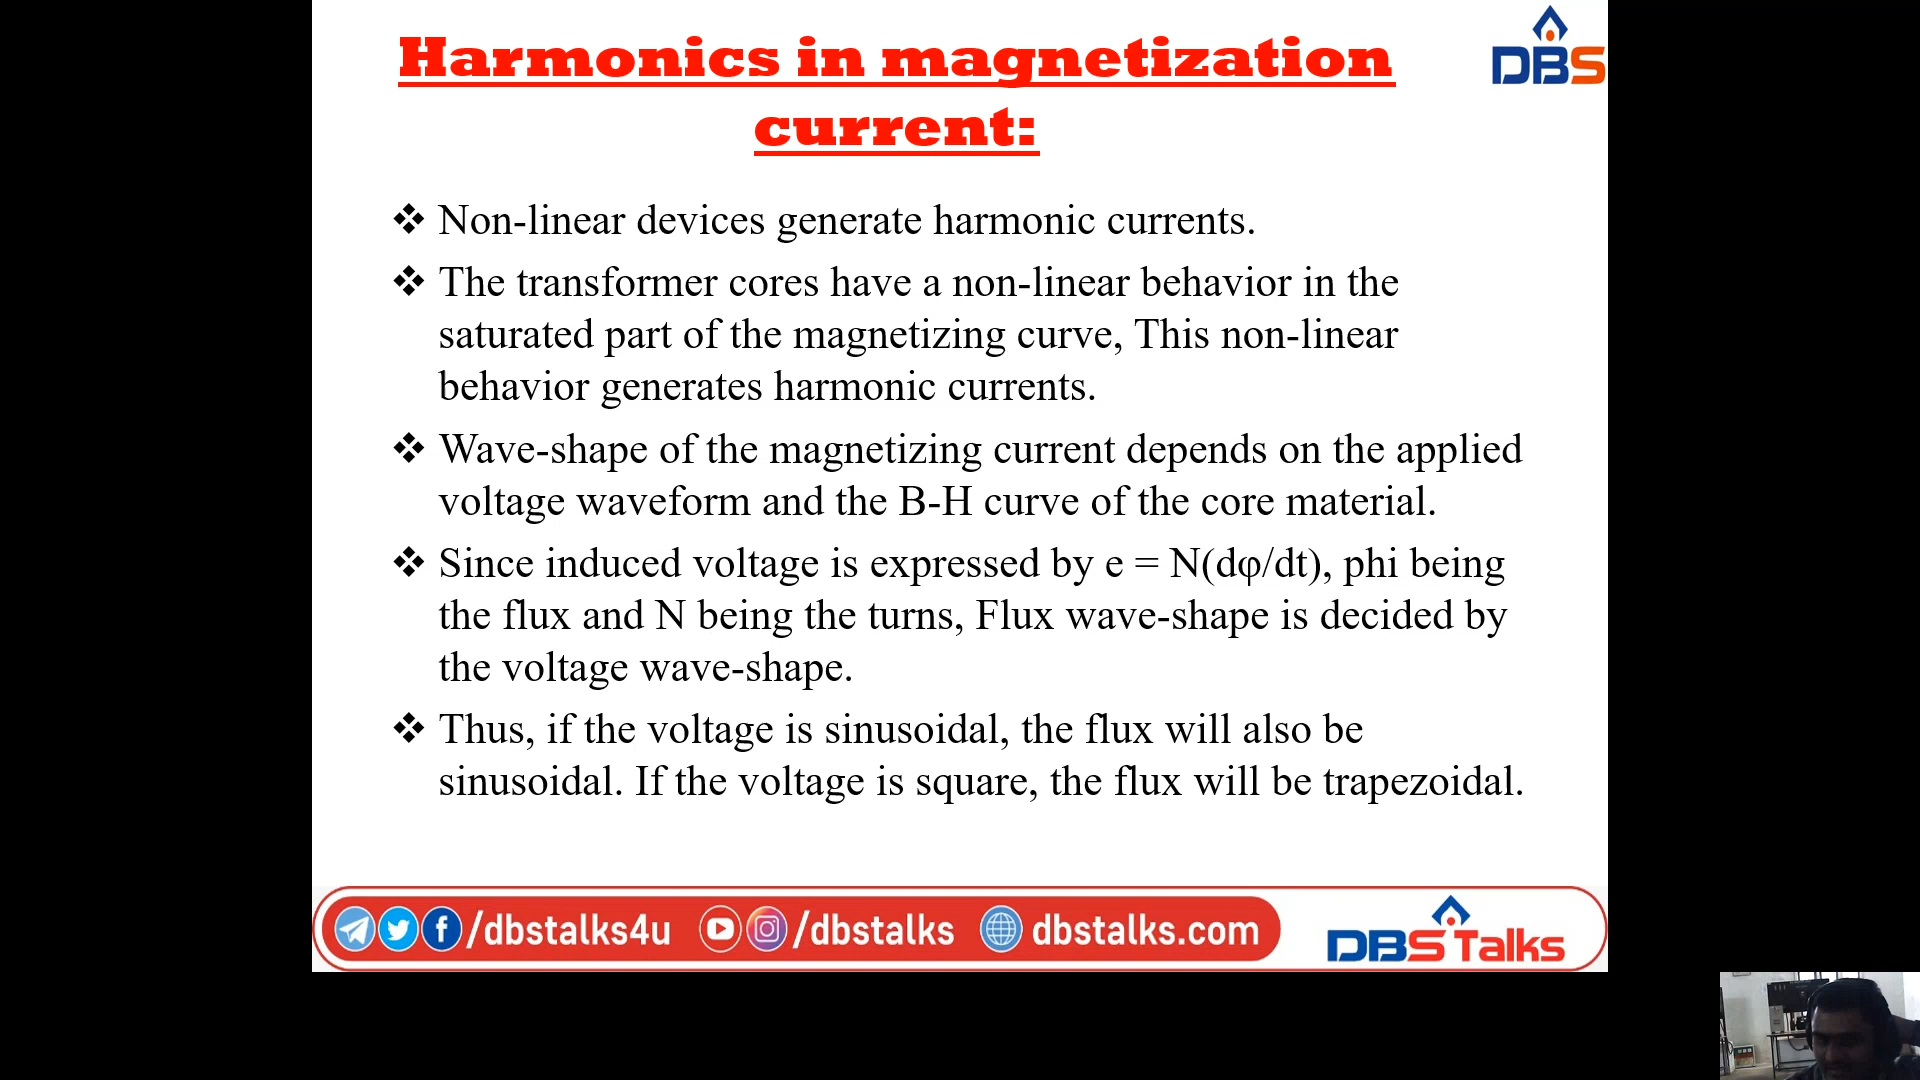 Harmonics in magnetization
current:
DBS
❖ Non-linear devices generate harmonic currents.
❖ The transformer cores have a non-linear behavior in the
saturated part of the magnetizing curve, This non-linear
behavior generates harmonic currents.
❖ Wave-shape of the magnetizing current depends on the applied
voltage waveform and the B-H curve of the core material.
❖ Since induced voltage is expressed by e = N(dφ/dt), phi being
the flux and N being the turns, Flux wave-shape is decided by
the voltage wave-shape.
❖ Thus, if the voltage is sinusoidal, the flux will also be
sinusoidal. If the voltage is square, the flux will be trapezoidal.
/dbstalks4u /dbstalks dbstalks.com DBS Talks